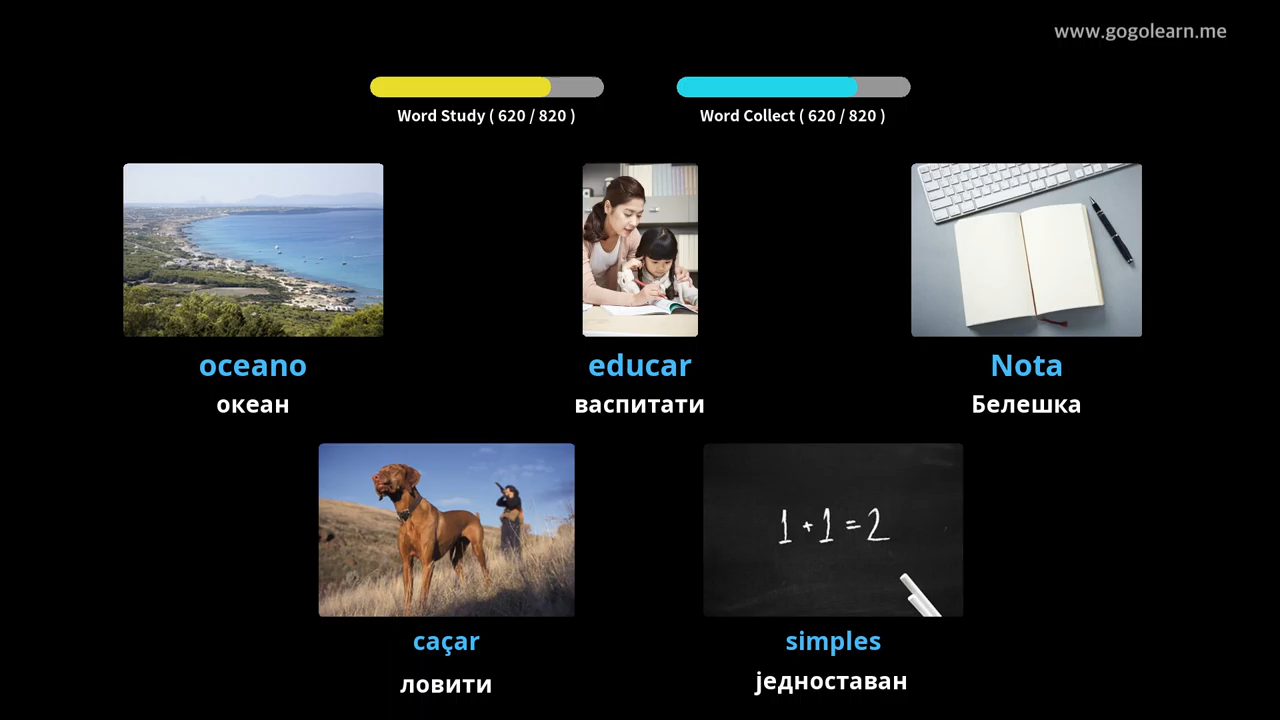 www.gogolearn.me
Word Study ( 620 / 820 )
Word Collect ( 620 / 820 )
oceano
океан
educar
васпитати
Nota
Белешка
caçar
ловити
1+1=2
simples
једноставан